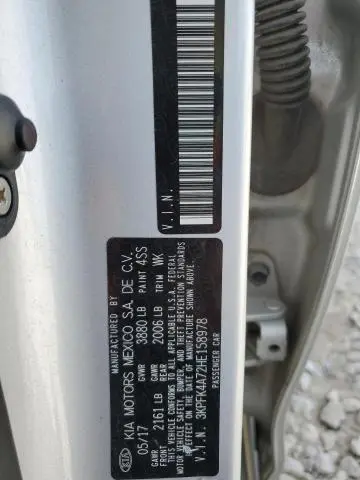 V.I.N.
MANUFACTURED BY
KIA KIA MOTORS MEXICO S.A. DE C.V.
05/17 GVWR 3880 LB PAINT 4SS
GAWR FRONT 2161 LB GAWR REAR 2006 LB TRIM WK
THIS VEHICLE CONFORMS TO ALL APPLICABLE U.S.A. FEDERAL
MOTOR VEHICLE SAFETY, BUMPER, AND THEFT PREVENTION STANDARDS
IN EFFECT ON THE DATE OF MANUFACTURE SHOWN ABOVE.
V.I.N. 3KPFK4A72HE158978
PASSENGER CAR